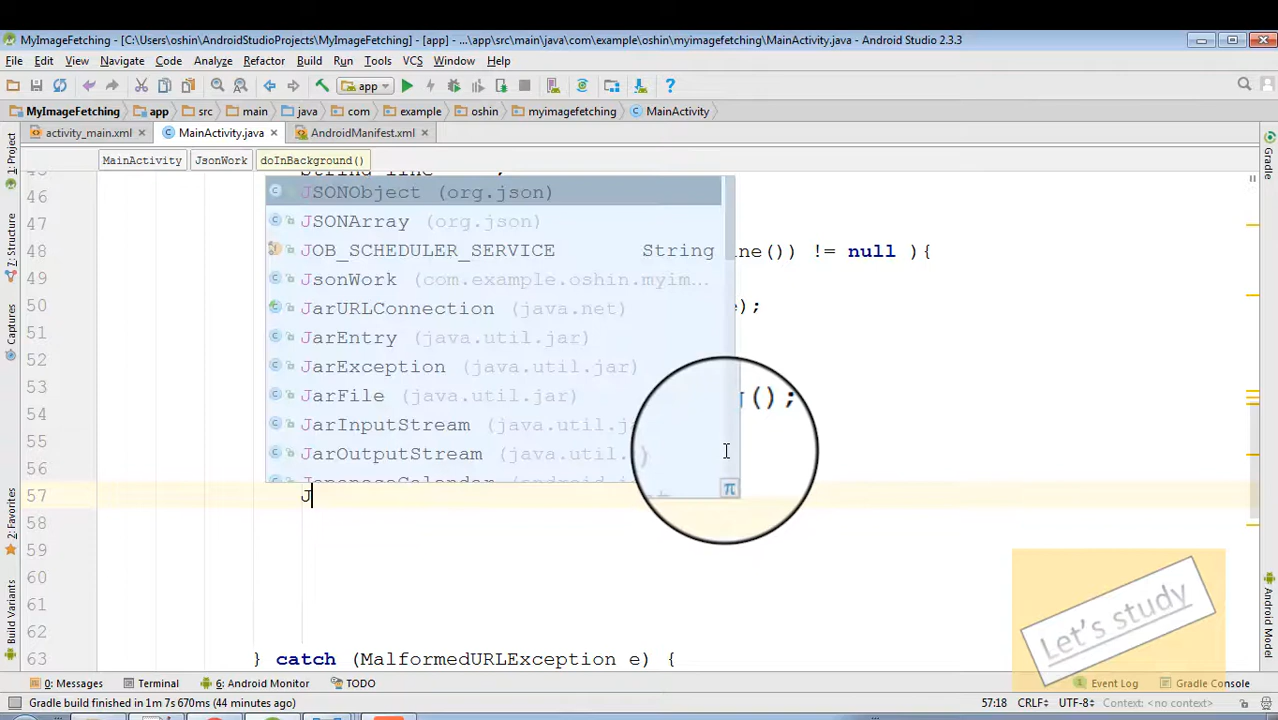 MyImageFetching - [C:\Users\oshin\AndroidStudioProjects\MyImageFetching] - [app] - ...\app\src\main\java\com\example\oshin\myimagefetching\MainActivity.java - Android Studio 2.3.3
File Edit View Navigate Code Analyze Refactor Build Run Tools VCS Window Help
app
MyImageFetching app src main java com example oshin myimagefetching MainActivity
activity_main.xml MainActivity.java AndroidManifest.xml
MainActivity JsonWork doInBackground()
1: Project
7: Structure
Captures
2: Favorites
Build Variants
Gradle
Android Model
String line
46
JSONObject (org.json)
47
JSONArray (org.json)
48 ne()) != null ){
JOB_SCHEDULER_SERVICE String
49
JsonWork (com.example.oshin.myim...
50 );
JarURLConnection (java.net)
51
JarEntry (java.util.jar)
52
JarException (java.util.jar)
53 ();
JarFile (java.util.jar)
54
JarInputStream (java.util.j
55
JarOutputStream (java.util.
56
JapaneseCalendar
π
57 J
58
59
60
61
62
63 } catch (MalformedURLException e) {
Let's study
0: Messages Terminal 6: Android Monitor TODO Event Log Gradle Console
Gradle build finished in 1m 7s 670ms (44 minutes ago) 57:18 CRLF÷ UTF-8÷ Context: <no context>